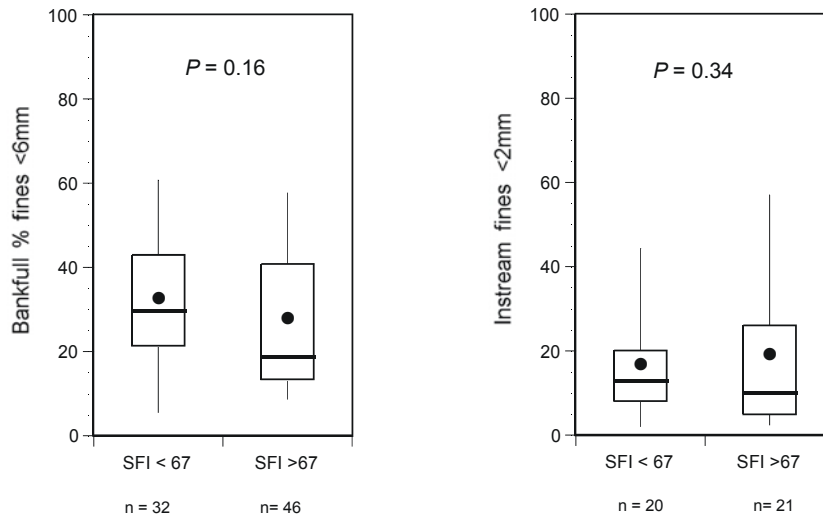 100
80
60
40
20
0
Bankfull % fines <6mm
P = 0.16
SFI < 67 SFI >67
n = 32 n= 46
100
80
60
40
20
0
Instream fines <2mm
P = 0.34
SFI < 67 SFI >67
n = 20 n= 21